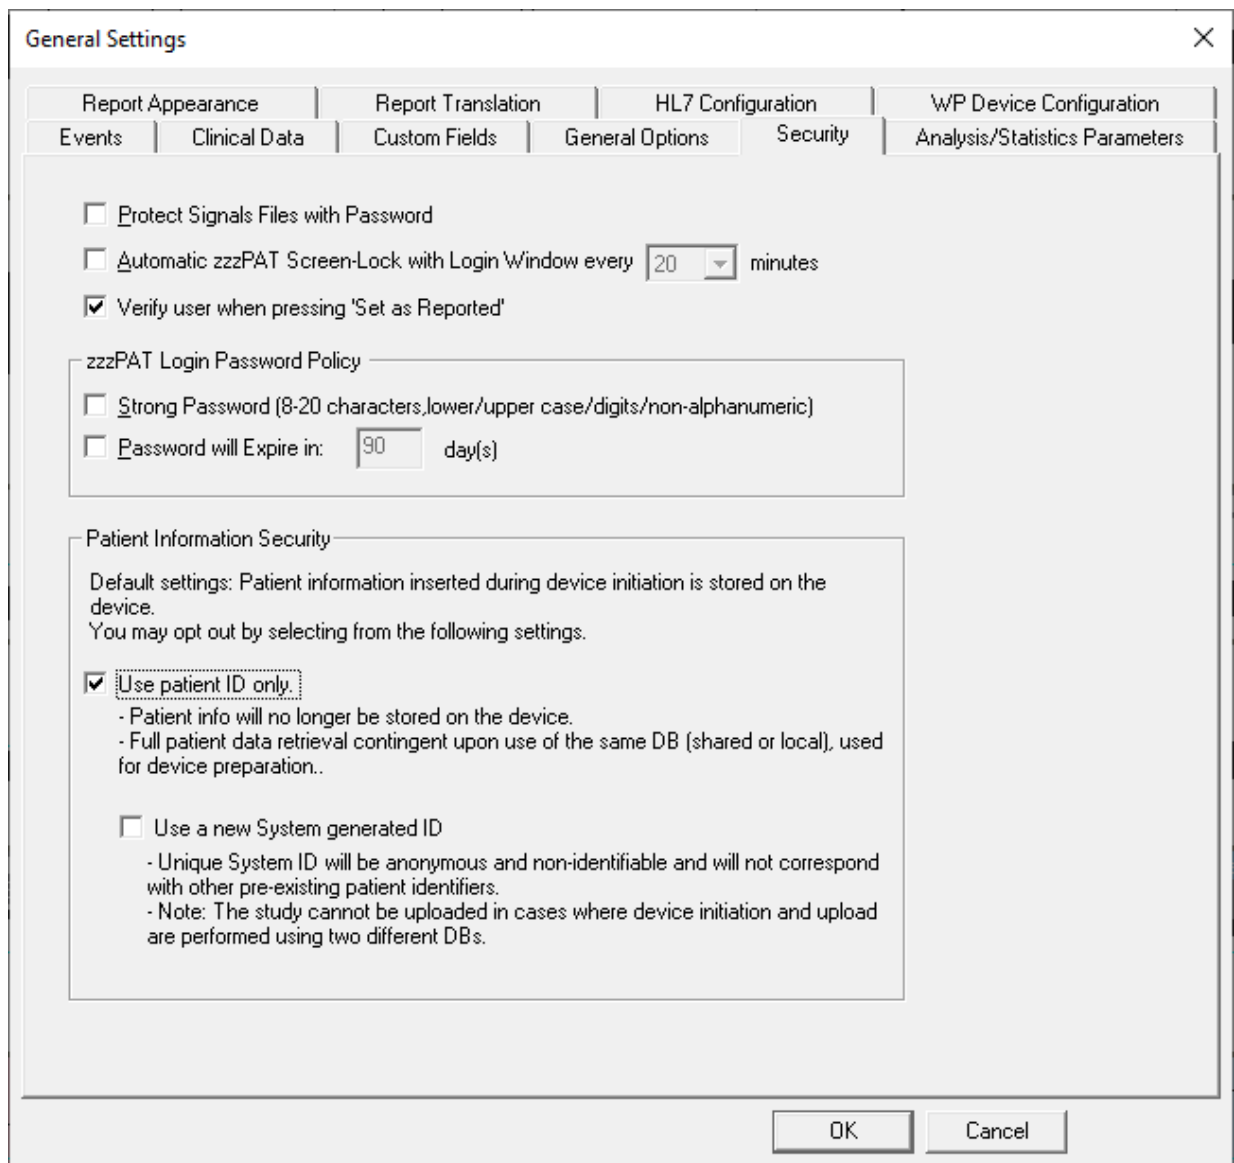 General Settings
Report Appearance Report Translation HL7 Configuration WP Device Configuration
Events Clinical Data Custom Fields General Options Security Analysis/Statistics Parameters
Protect Signals Files with Password
Automatic zzzPAT Screen-Lock with Login Window every 20 minutes
Verify user when pressing 'Set as Reported'
zzzPAT Login Password Policy
Strong Password (8-20 characters,lower/upper case/digits/non-alphanumeric)
Password will Expire in: 90 day(s)
Patient Information Security
Default settings: Patient information inserted during device initiation is stored on the
device.
You may opt out by selecting from the following settings.
Use patient ID only.
- Patient info will no longer be stored on the device.
- Full patient data retrieval contingent upon use of the same DB (shared or local), used
for device preparation..
Use a new System generated ID
- Unique System ID will be anonymous and non-identifiable and will not correspond
with other pre-existing patient identifiers.
- Note: The study cannot be uploaded in cases where device initiation and upload
are performed using two different DBs.
OK Cancel